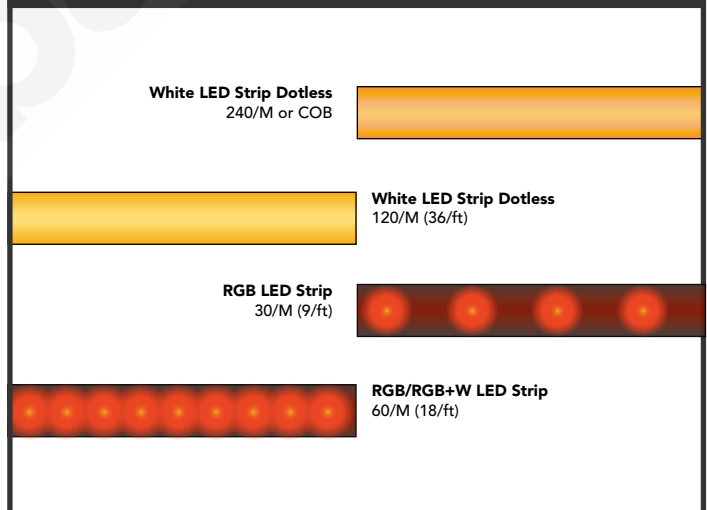 White LED Strip Dotless
240/M or COB
White LED Strip Dotless
120/M (36/ft)
RGB LED Strip
30/M (9/ft)
RGB/RGB+W LED Strip
60/M (18/ft)